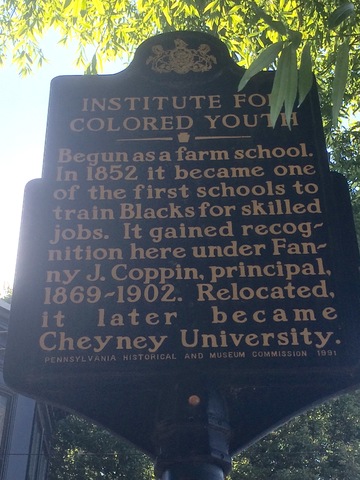 INSTITUTE FOR
COLORED YOUTH
Begun as a farm school.
In 1852 it became one
of the first schools to
train Blacks for skilled
jobs. It gained recog-
nition here under Fan-
ny J. Coppin, principal,
1869-1902. Relocated,
it later became
Cheyney University.
PENNSYLVANIA HISTORICAL AND MUSEUM COMMISSION 1991